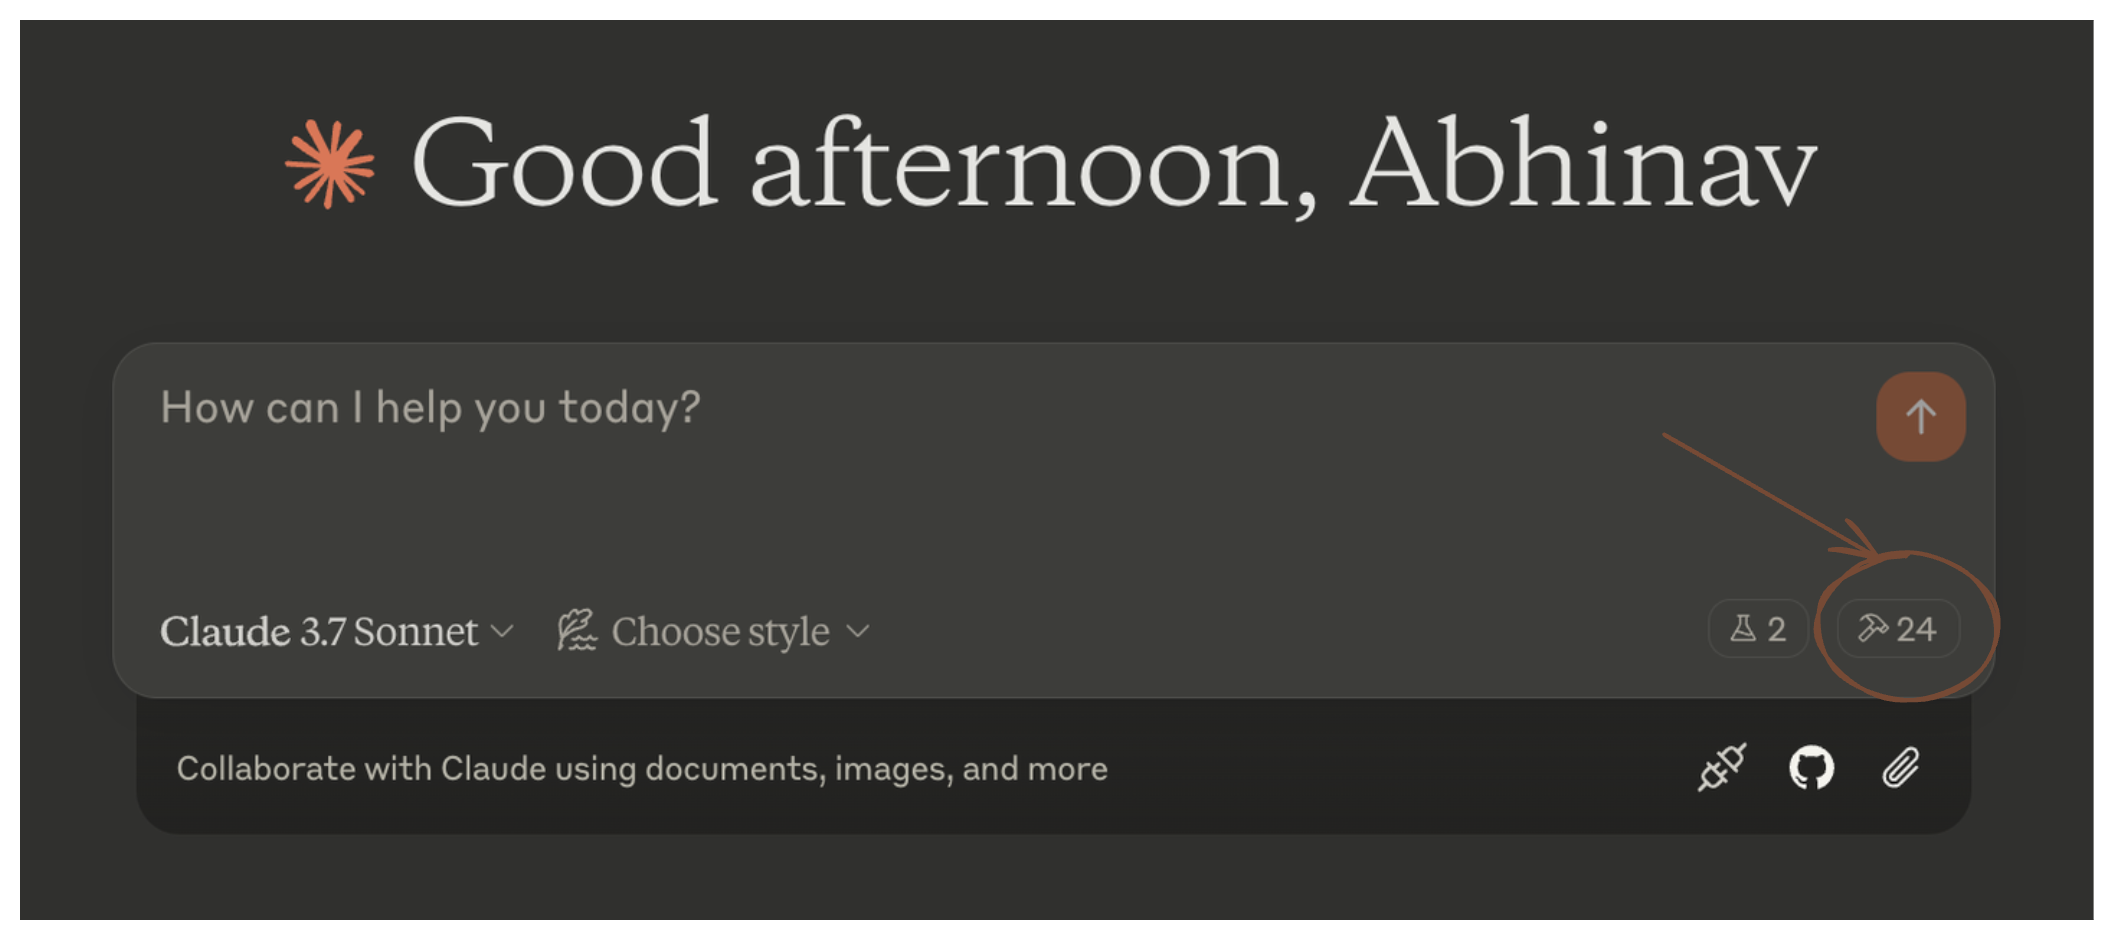 Good afternoon, Abhinav
How can I help you today?
Claude 3.7 Sonnet Choose style 2 24
Collaborate with Claude using documents, images, and more